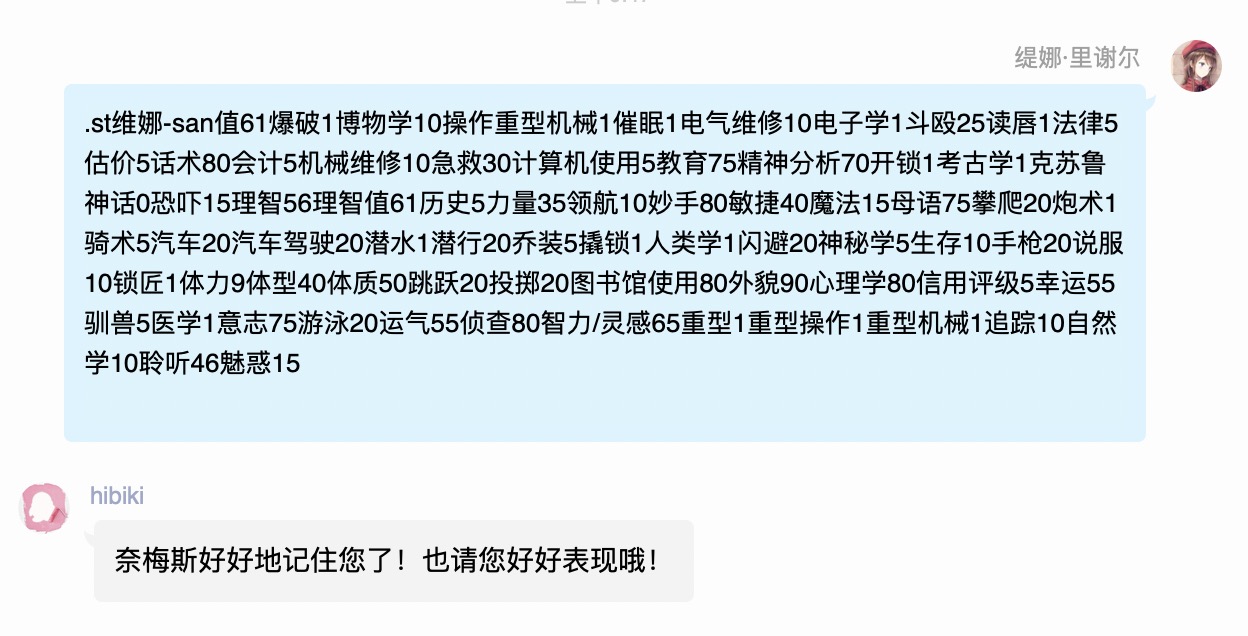 缇娜·里谢尔
.st维娜-san值61爆破1博物学10操作重型机械1催眠1电气维修10电子学1斗殴25读唇1法律5
估价5话术80会计5机械维修10急救30计算机使用5教育75精神分析70开锁1考古学1克苏鲁
神话0恐吓15理智56理智值61历史5力量35领航10妙手80敏捷40魔法15母语75攀爬20炮术1
骑术5汽车20汽车驾驶20潜水1潜行20乔装5撬锁1人类学1闪避20神秘学5生存10手枪20说服
10锁匠1体力9体型40体质50跳跃20投掷20图书馆使用80外貌90心理学80信用评级5幸运55
驯兽5医学1意志75游泳20运气55侦查80智力/灵感65重型1重型操作1重型机械1追踪10自然
学10聆听46魅惑15
hibiki
奈梅斯好好地记住您了！也请您好好表现哦！